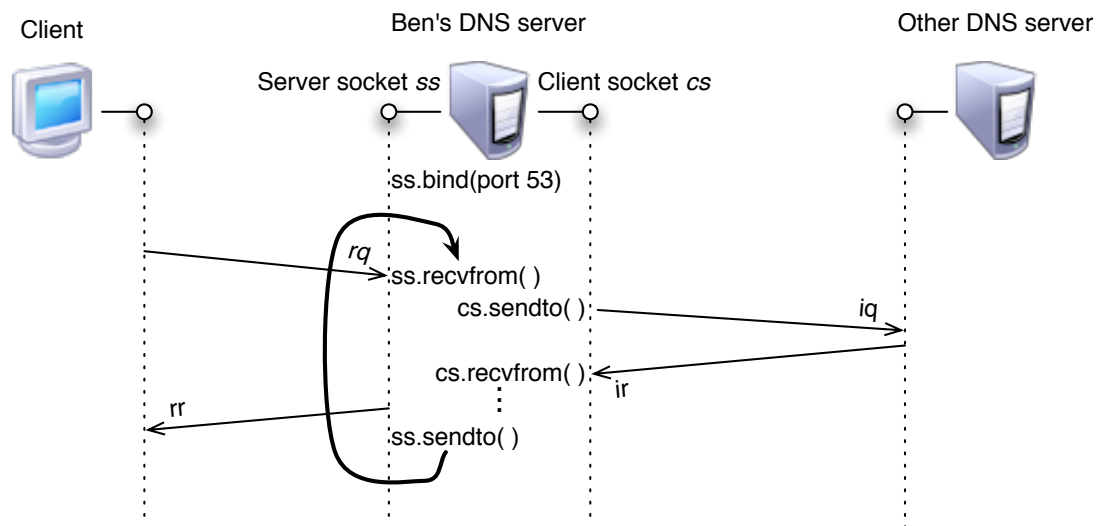 Client
Ben's DNS server
Other DNS server
Server socket ss
Client socket cs
ss.bind(port 53)
rq
ss.recvfrom( )
cs.sendto( )
iq
cs.recvfrom( )
ir
rr
ss.sendto( )